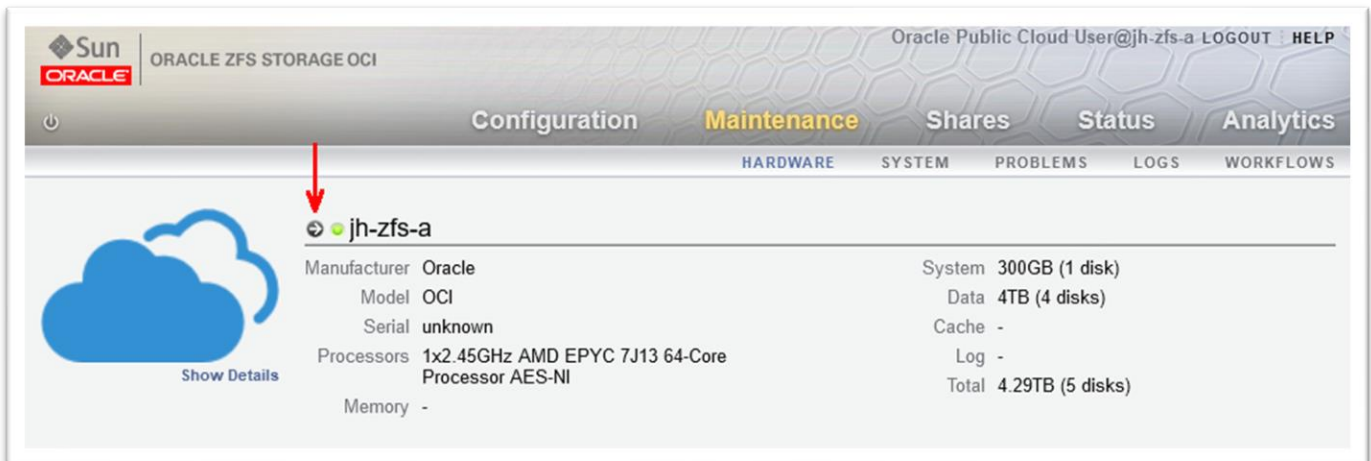 Sun
ORACLE
ORACLE ZFS STORAGE OCI
Oracle Public Cloud User@jh-zfs-a LOGOUT HELP
Configuration Maintenance Shares Status Analytics
HARDWARE SYSTEM PROBLEMS LOGS WORKFLOWS
jh-zfs-a
Manufacturer Oracle
Model OCI
Serial unknown
Processors 1x2.45GHz AMD EPYC 7J13 64-Core
Processor AES-NI
Memory -
System 300GB (1 disk)
Data 4TB (4 disks)
Cache -
Log -
Total 4.29TB (5 disks)
Show Details